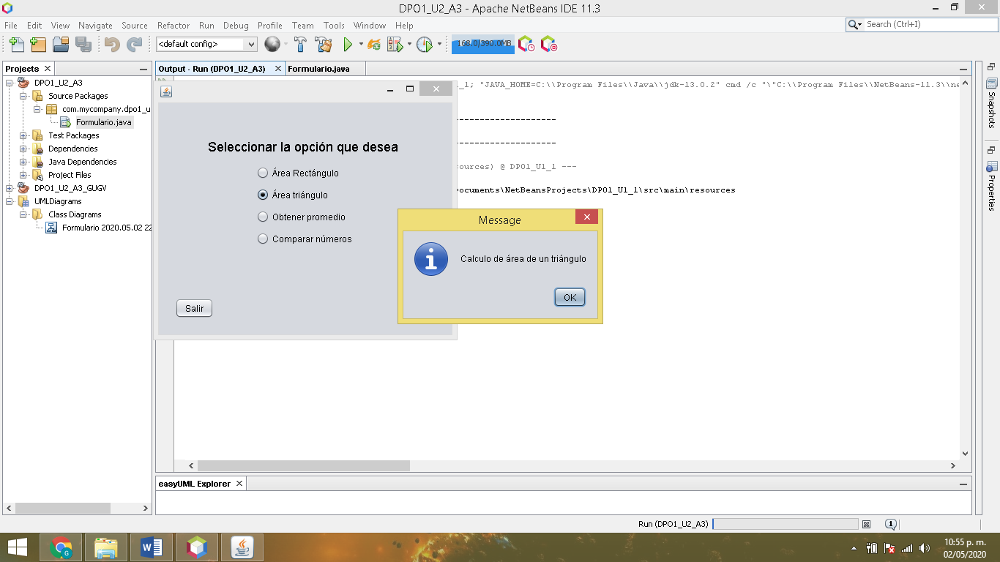 DPO1_U2_A3 - Apache NetBeans IDE 11.3
File Edit View Navigate Source Refactor Run Debug Profile Team Tools Window Help
Search (Ctrl+I)
<default config>
168.0/390.0MB
Projects
Output - Run (DPO1_U2_A3)
Formulario.java
DPO1_U2_A3
Source Packages
com.mycompany.dpo1_u
Formulario.java
Test Packages
Dependencies
Java Dependencies
Project Files
DPO1_U2_A3_GUGV
UMLDiagrams
Class Diagrams
Formulario 2020.05.02 22
_1; "JAVA_HOME=C:\\Program Files\\Java\\jdk-13.0.2" cmd /c "\"C:\\Program Files\\NetBeans-11.3\\ne
--------------------
--------------------
sources) @ DPO1_U1_1 ---
Documents\NetBeansProjects\DPO1_U1_1\src\main\resources
Seleccionar la opción que desea
Área Rectángulo
Área triángulo
Obtener promedio
Comparar números
Salir
Message
Calculo de área de un triángulo
OK
Snapshots
Properties
easyUML Explorer
Run (DPO1_U2_A3)
1
10:55 p. m.
02/05/2020